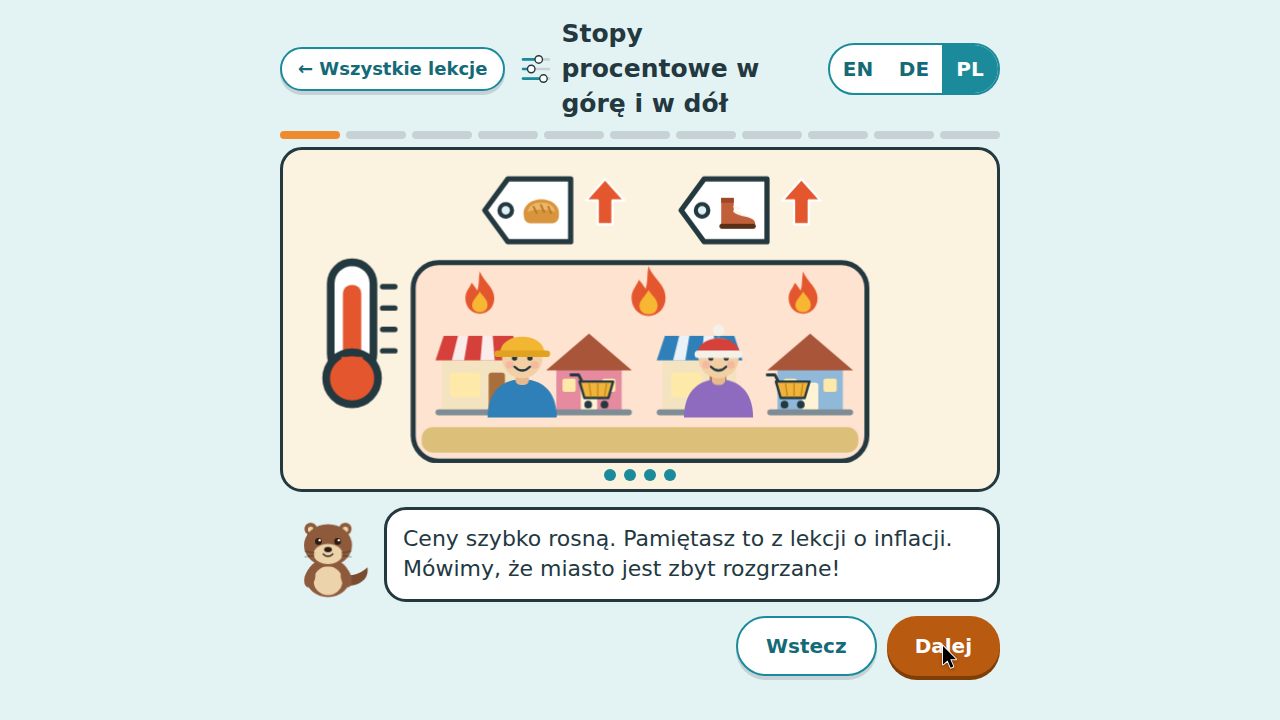 ← Wszystkie lekcje
Stopy
procentowe w
górę i w dół
EN DE PL
Ceny szybko rosną. Pamiętasz to z lekcji o inflacji.
Mówimy, że miasto jest zbyt rozgrzane!
Wstecz
Dalej